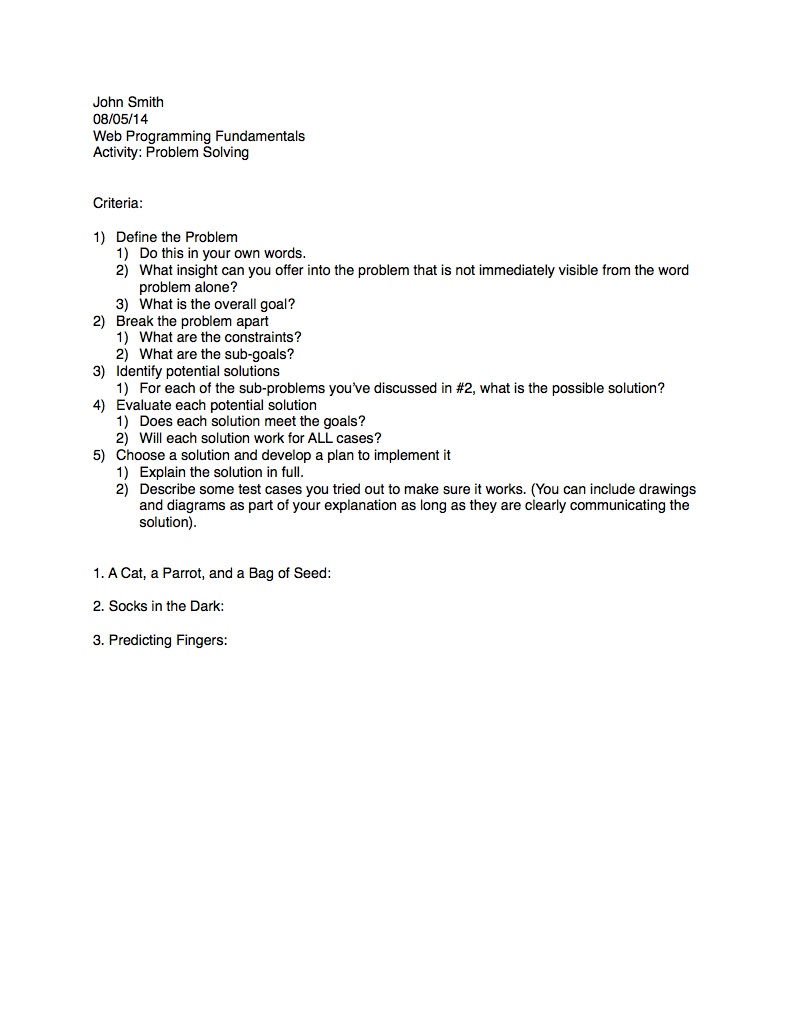 John Smith
08/05/14
Web Programming Fundamentals
Activity: Problem Solving
Criteria:
1) Define the Problem
1) Do this in your own words.
2) What insight can you offer into the problem that is not immediately visible from the word
problem alone?
3) What is the overall goal?
2) Break the problem apart
1) What are the constraints?
2) What are the sub-goals?
3) Identify potential solutions
1) For each of the sub-problems you've discussed in #2, what is the possible solution?
4) Evaluate each potential solution
1) Does each solution meet the goals?
2) Will each solution work for ALL cases?
5) Choose a solution and develop a plan to implement it
1) Explain the solution in full.
2) Describe some test cases you tried out to make sure it works. (You can include drawings
and diagrams as part of your explanation as long as they are clearly communicating the
solution).
1. A Cat, a Parrot, and a Bag of Seed:
2. Socks in the Dark:
3. Predicting Fingers: